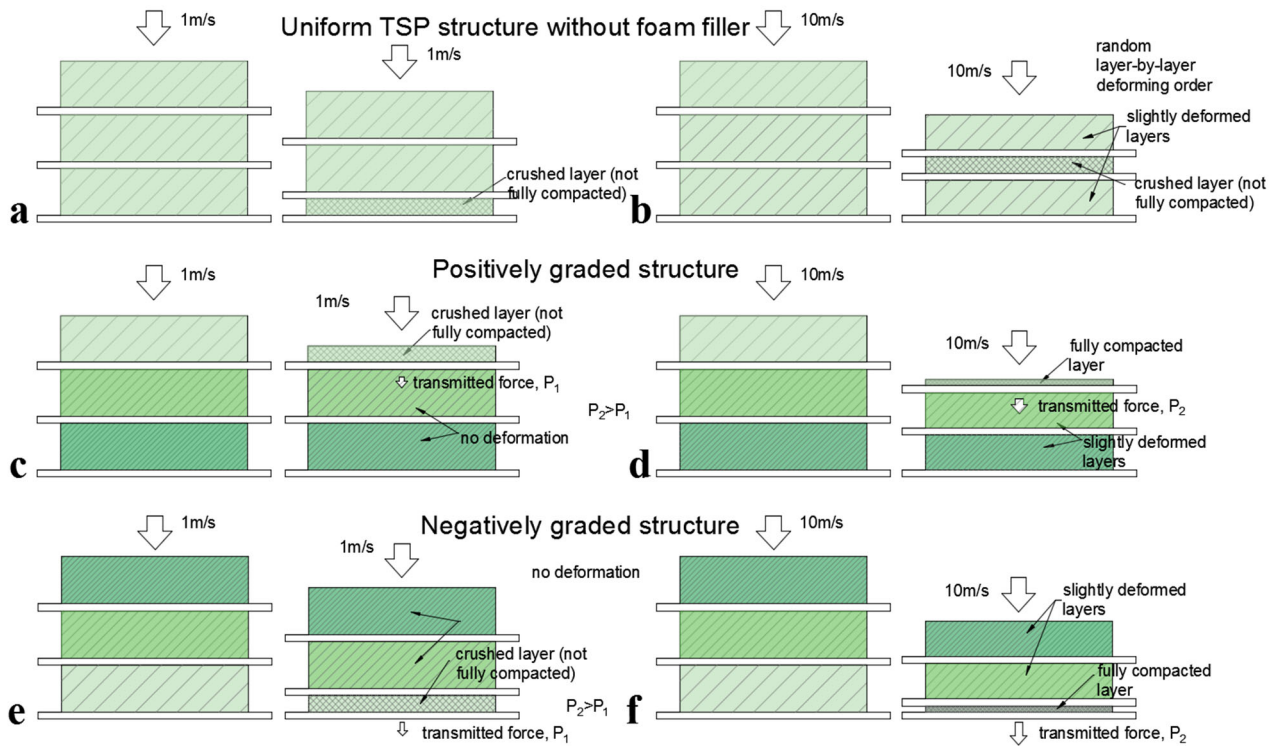 Uniform TSP structure without foam filler
1m/s
1m/s
crushed layer (not
fully compacted)
a
10m/s
10m/s
random
layer-by-layer
deforming order
slightly deformed
layers
crushed layer (not
fully compacted)
b
Positively graded structure
1m/s
1m/s
crushed layer (not
fully compacted)
transmitted force, P₁
no deformation
c
P₂>P₁
10m/s
10m/s
fully compacted
layer
transmitted force, P₂
slightly deformed
layers
d
Negatively graded structure
1m/s
1m/s
no deformation
crushed layer (not
fully compacted)
transmitted force, P₁
e
P₂>P₁
10m/s
10m/s
slightly deformed
layers
fully compacted
layer
transmitted force, P₂
f